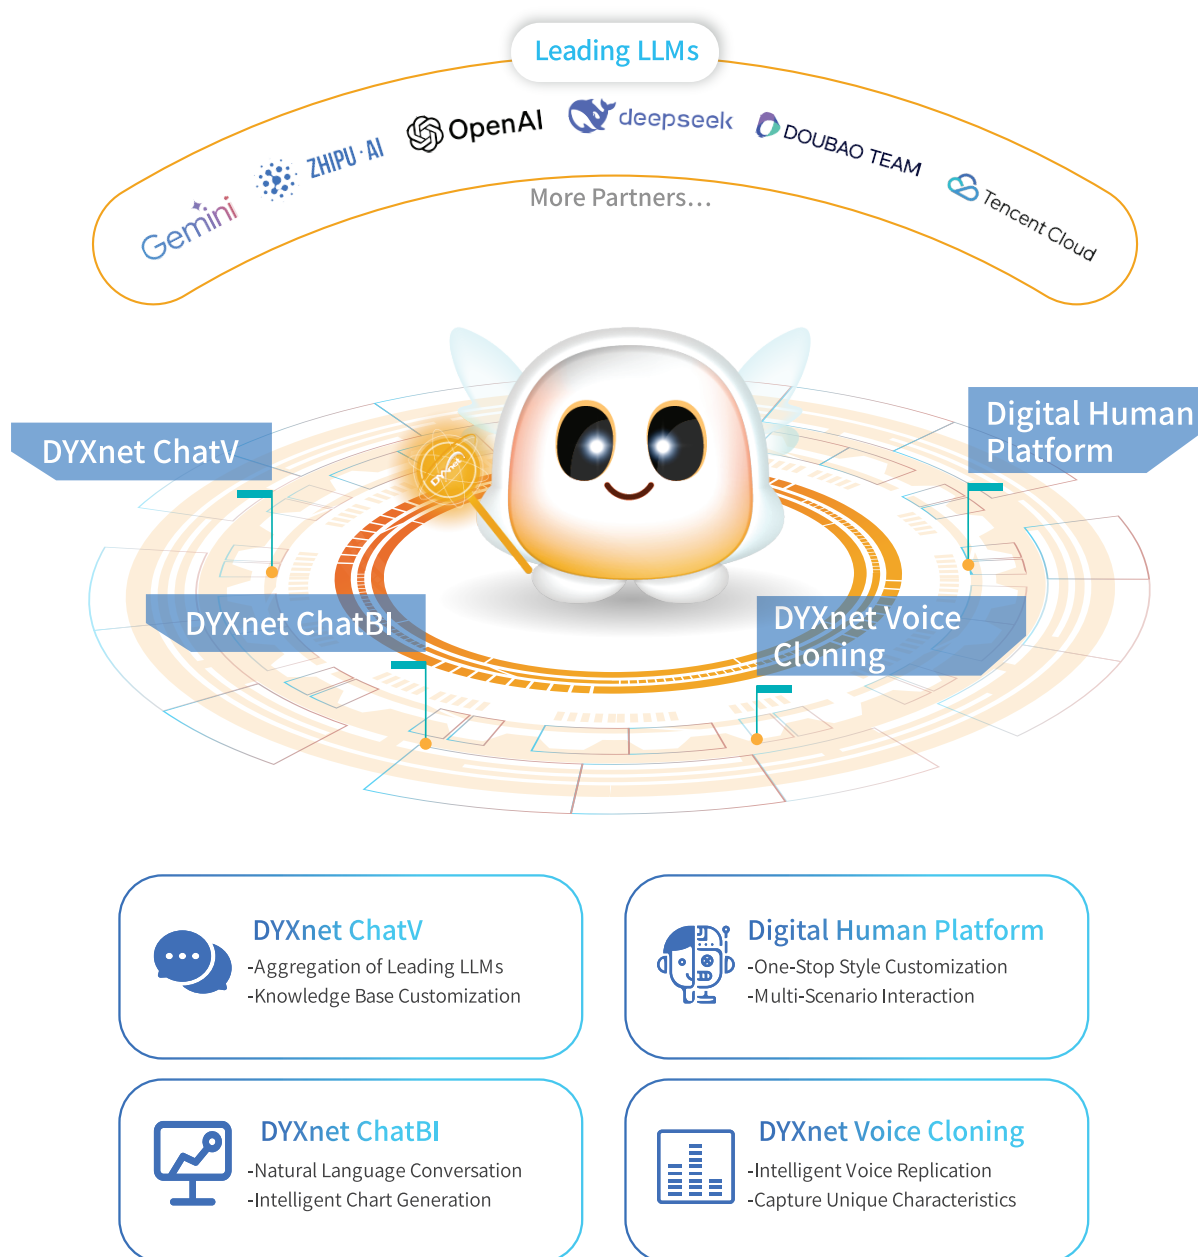 Leading LLMs
Gemini
ZHIPU·AI
OpenAI
deepseek
DOUBAO TEAM
Tencent Cloud
More Partners...
DYXnet ChatV
Digital Human
Platform
DYXnet
DYXnet ChatBI
DYXnet Voice
Cloning
DYXnet ChatV
-Aggregation of Leading LLMs
-Knowledge Base Customization
Digital Human Platform
-One-Stop Style Customization
-Multi-Scenario Interaction
DYXnet ChatBI
-Natural Language Conversation
-Intelligent Chart Generation
DYXnet Voice Cloning
-Intelligent Voice Replication
-Capture Unique Characteristics